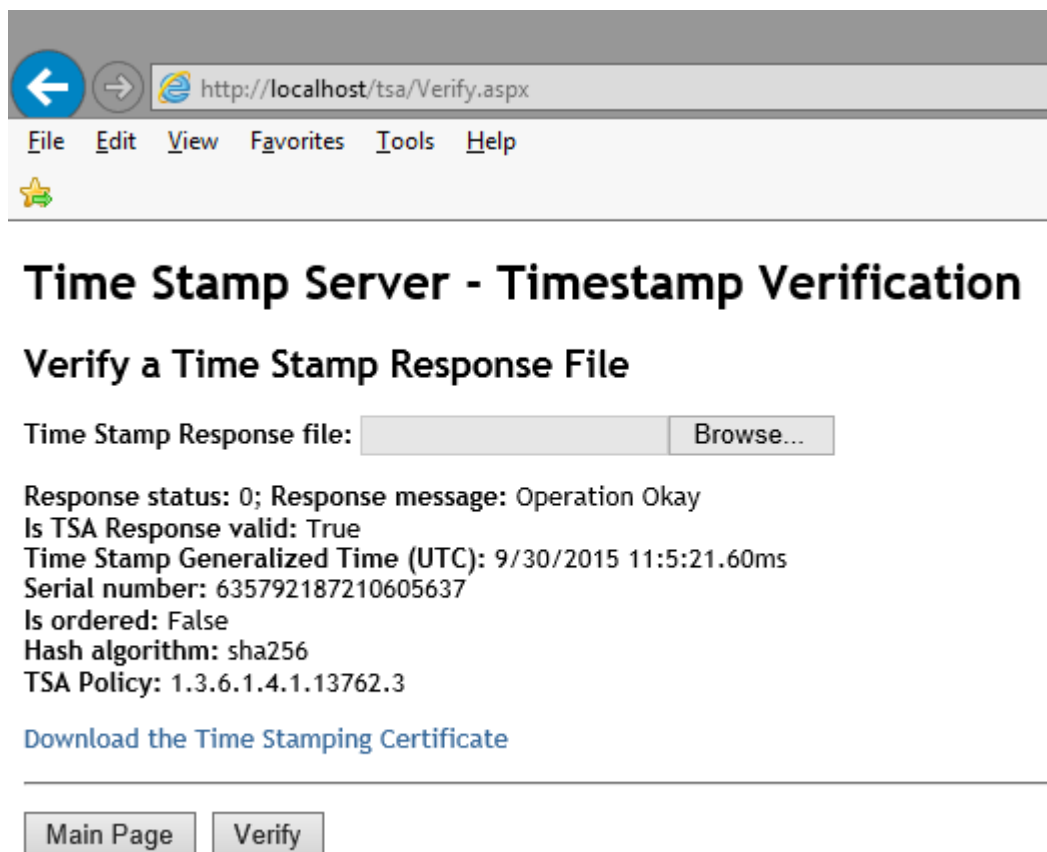 http://localhost/tsa/Verify.aspx
File Edit View Favorites Tools Help
Time Stamp Server - Timestamp Verification
Verify a Time Stamp Response File
Time Stamp Response file: Browse...
Response status: 0; Response message: Operation Okay
Is TSA Response valid: True
Time Stamp Generalized Time (UTC): 9/30/2015 11:5:21.60ms
Serial number: 635792187210605637
Is ordered: False
Hash algorithm: sha256
TSA Policy: 1.3.6.1.4.1.13762.3
Download the Time Stamping Certificate
Main Page Verify